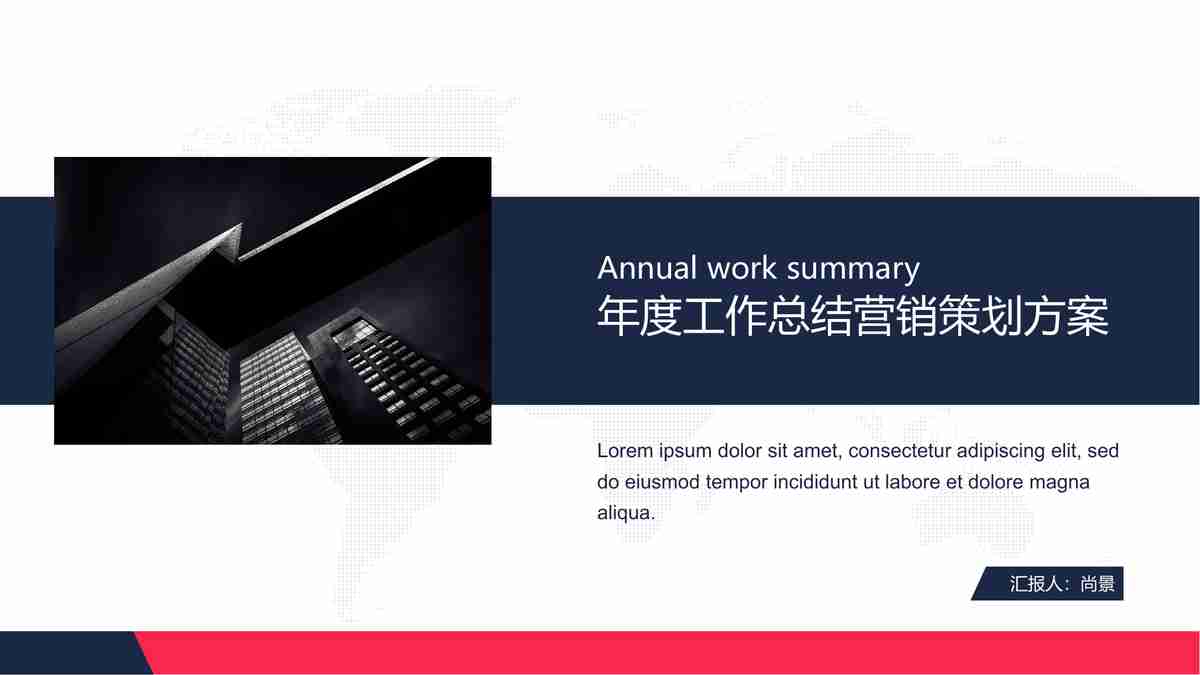 Annual work summary
年度工作总结营销策划方案
Lorem ipsum dolor sit amet, consectetur adipiscing elit, sed
do eiusmod tempor incididunt ut labore et dolore magna
aliqua.
汇报人：尚景